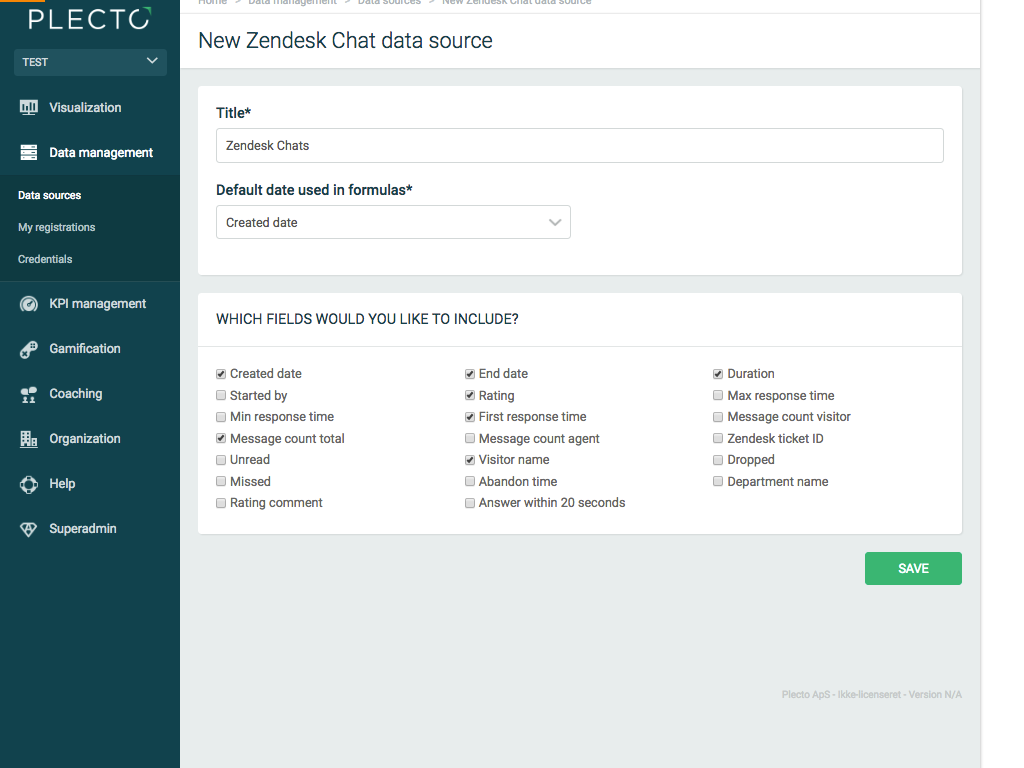 PLECTO
TEST
Visualization
Data management
Data sources
My registrations
Credentials
KPI management
Gamification
Coaching
Organization
Help
Superadmin
Home > Data management > Data sources > New Zendesk Chat data source
New Zendesk Chat data source
Title*
Zendesk Chats
Default date used in formulas*
Created date
WHICH FIELDS WOULD YOU LIKE TO INCLUDE?
Created date End date Duration
Started by Rating Max response time
Min response time First response time Message count visitor
Message count total Message count agent Zendesk ticket ID
Unread Visitor name Dropped
Missed Abandon time Department name
Rating comment Answer within 20 seconds
SAVE
Plecto ApS - Ikke-licenseret - Version N/A